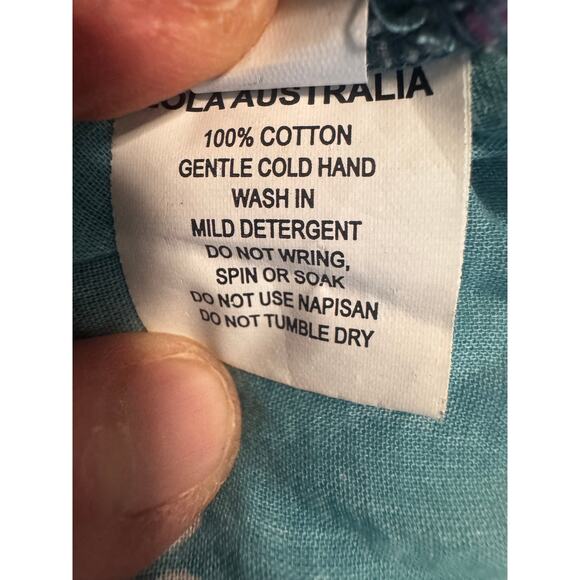 AUSTRALIA
100% COTTON
GENTLE COLD HAND
WASH IN
MILD DETERGENT
DO NOT WRING,
SPIN OR SOAK
DO NOT USE NAPISAN
DO NOT TUMBLE DRY